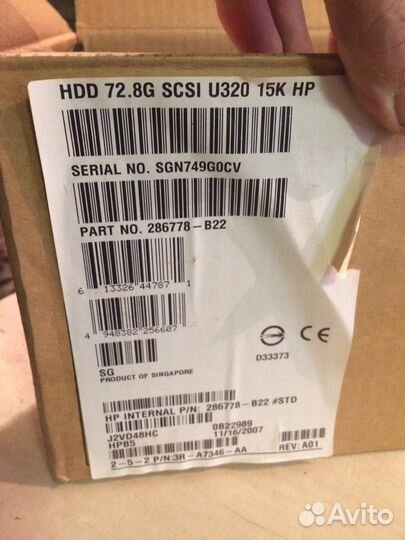 HDD 72.8G SCSI U320 15K HP
SERIAL NO. SGN749G0CV
PART NO. 286778-B22
6 13326 44787 1
4 948382 256607
D33373
SG
PRODUCT OF SINGAPORE
HP INTERNAL P/N: 286778-B22 #STD
J2VD48HC 0B22989
HPB5 11/16/2007
2-5-2 P/N:3R-A7346-AA REV: A01
Avito